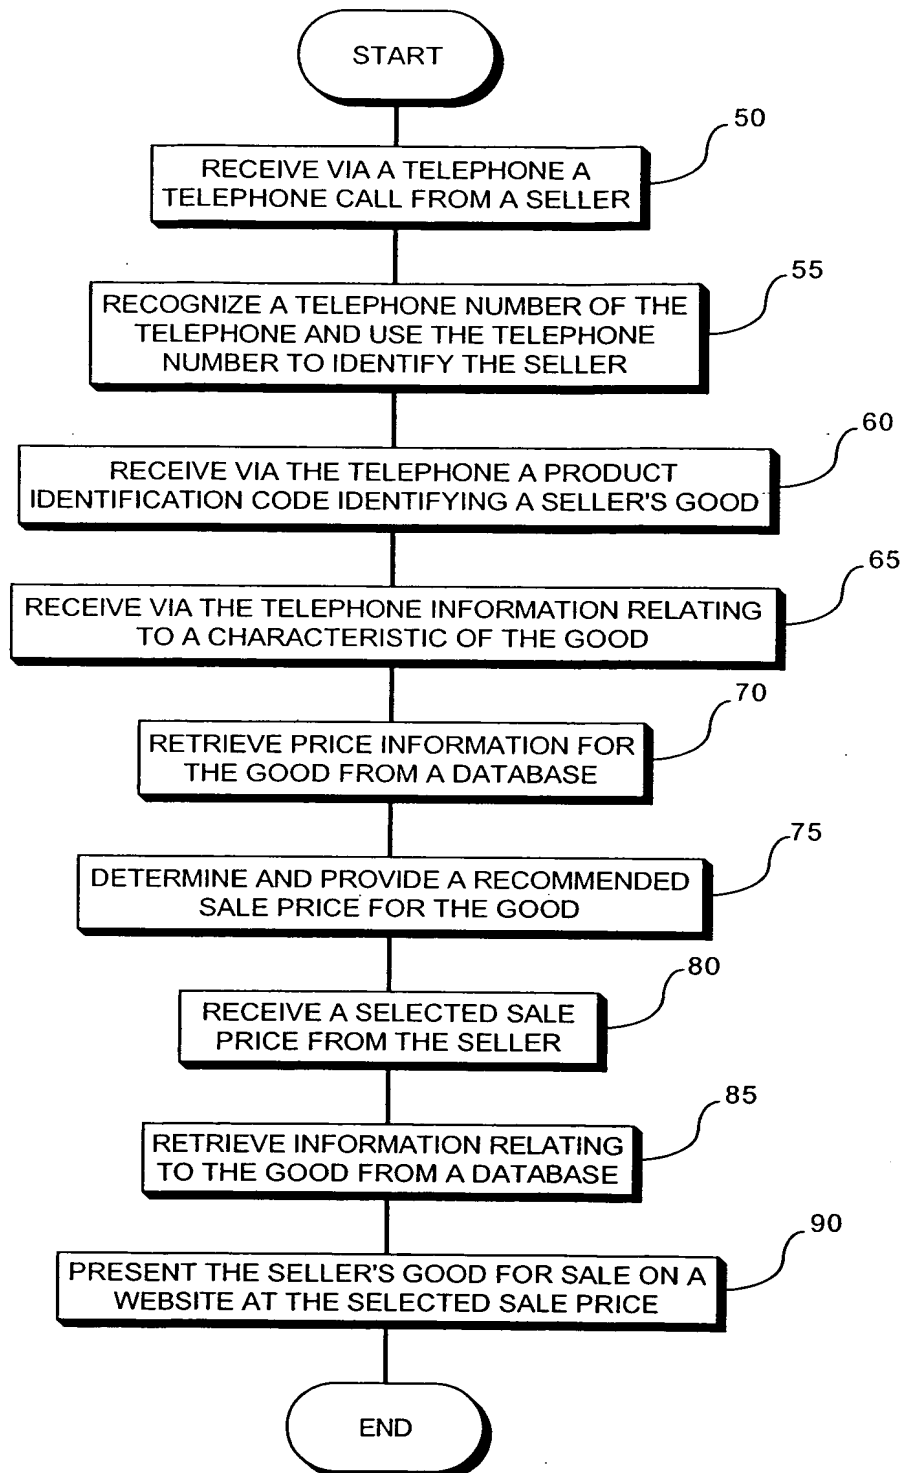 START
50
RECEIVE VIA A TELEPHONE A
TELEPHONE CALL FROM A SELLER
55
RECOGNIZE A TELEPHONE NUMBER OF THE
TELEPHONE AND USE THE TELEPHONE
NUMBER TO IDENTIFY THE SELLER
60
RECEIVE VIA THE TELEPHONE A PRODUCT
IDENTIFICATION CODE IDENTIFYING A SELLER'S GOOD
65
RECEIVE VIA THE TELEPHONE INFORMATION RELATING
TO A CHARACTERISTIC OF THE GOOD
70
RETRIEVE PRICE INFORMATION FOR
THE GOOD FROM A DATABASE
75
DETERMINE AND PROVIDE A RECOMMENDED
SALE PRICE FOR THE GOOD
80
RECEIVE A SELECTED SALE
PRICE FROM THE SELLER
85
RETRIEVE INFORMATION RELATING
TO THE GOOD FROM A DATABASE
90
PRESENT THE SELLER'S GOOD FOR SALE ON A
WEBSITE AT THE SELECTED SALE PRICE
END